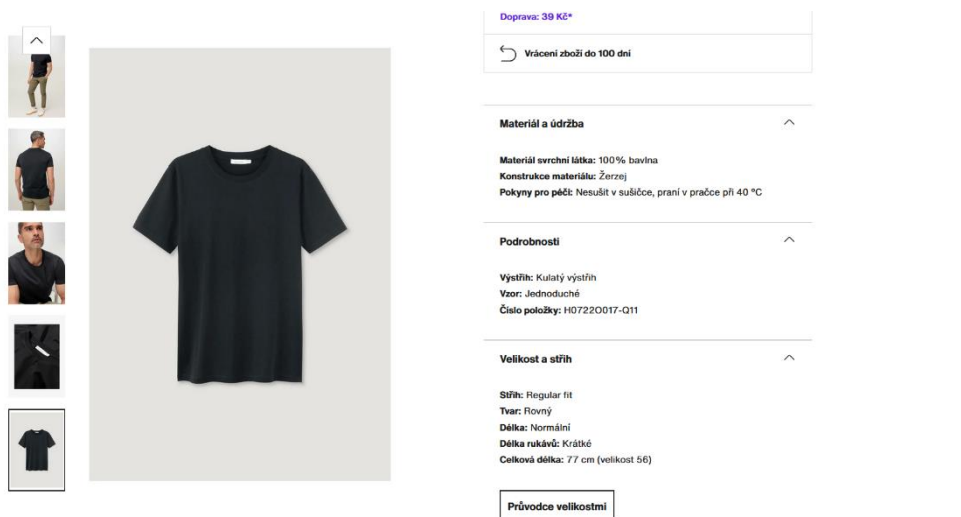 Doprava: 39 Kč*
Vrácení zboží do 100 dní
Materiál a údržba
Materiál svrchní látka: 100% bavlna
Konstrukce materiálu: Žerzej
Pokyny pro péči: Nesušit v sušičce, praní v pračce při 40 °C
Podrobnosti
Výstřih: Kulatý výstřih
Vzor: Jednoduché
Číslo položky: H0722O017-Q11
Velikost a střih
Střih: Regular fit
Tvar: Rovný
Délka: Normální
Délka rukávů: Krátké
Celková délka: 77 cm (velikost 56)
Průvodce velikostmi